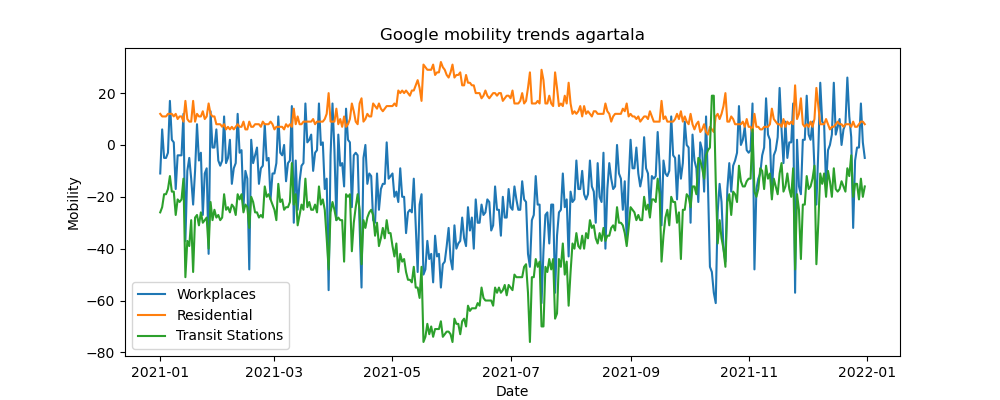 Google mobility trends agartala
Mobility
20
0
−20
−40
−60
−80
Workplaces
Residential
Transit Stations
2021-01 2021-03 2021-05 2021-07 2021-09 2021-11 2022-01
Date